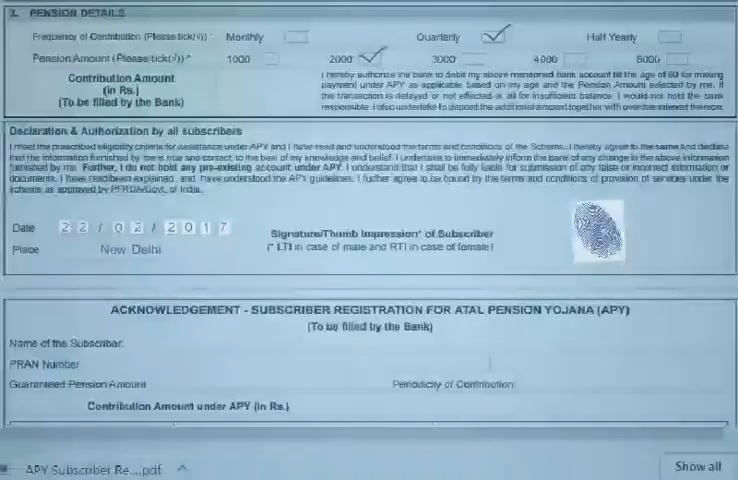 3. PENSION DETAILS
Frequency of Contribution (Please tick(√)) * Monthly Quarterly Half Yearly
Pension Amount (Please tick(√)) * 1000 2000 3000 4000 5000
Contribution Amount
(in Rs.)
(To be filled by the Bank)
I hereby authorize the bank to debit my above mentioned bank account till the age of 60 for making
payment under APY as applicable based on my age and the Pension Amount selected by me. If
the transaction is delayed or not effected at all for insufficient balance, I would not hold the bank
responsible. I also undertake to deposit the additional amount together with overdue interest thereon.
Declaration & Authorization by all subscribers
I meet the prescribed eligibility criteria for assistance under APY and I have read and understood the terms and conditions of the Scheme. I hereby agree to the same and declare
that the information furnished by me is true and correct, to the best of my knowledge and belief. I undertake to immediately inform the bank of any change in the above information
furnished by me. Further, I do not hold any pre-existing account under APY. I understand that I shall be fully liable for submission of any false or incorrect information or
documents. I have read/been explained, and have understood the APY guidelines. I further agree to be bound by the terms and conditions of provision of services under the
scheme as approved by PFRDA/Govt. of India.
Date 22/02/2017
Signature/Thumb Impression* of Subscriber
Place New Delhi
(* LTI in case of male and RTI in case of female)
ACKNOWLEDGEMENT - SUBSCRIBER REGISTRATION FOR ATAL PENSION YOJANA (APY)
(To be filled by the Bank)
Name of the Subscriber:
PRAN Number
Guaranteed Pension Amount Periodicity of Contribution
Contribution Amount under APY (in Rs.)
APY Subscriber Re....pdf Show all